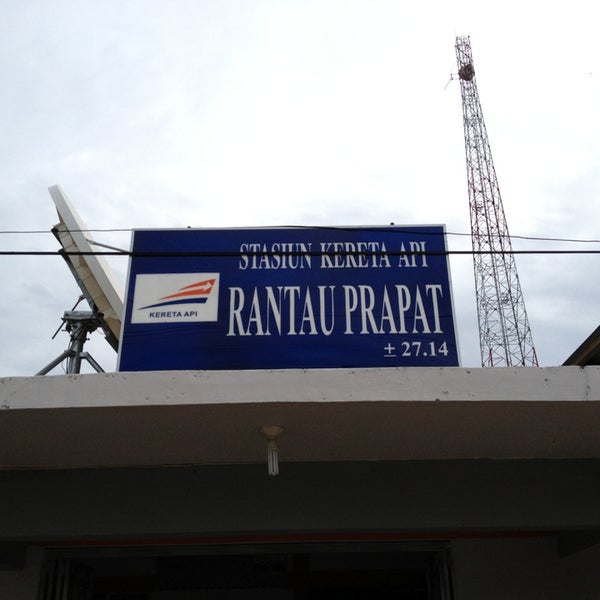 STASIUN KERETA API
RANTAU PRAPAT
± 27.14
KERETA API